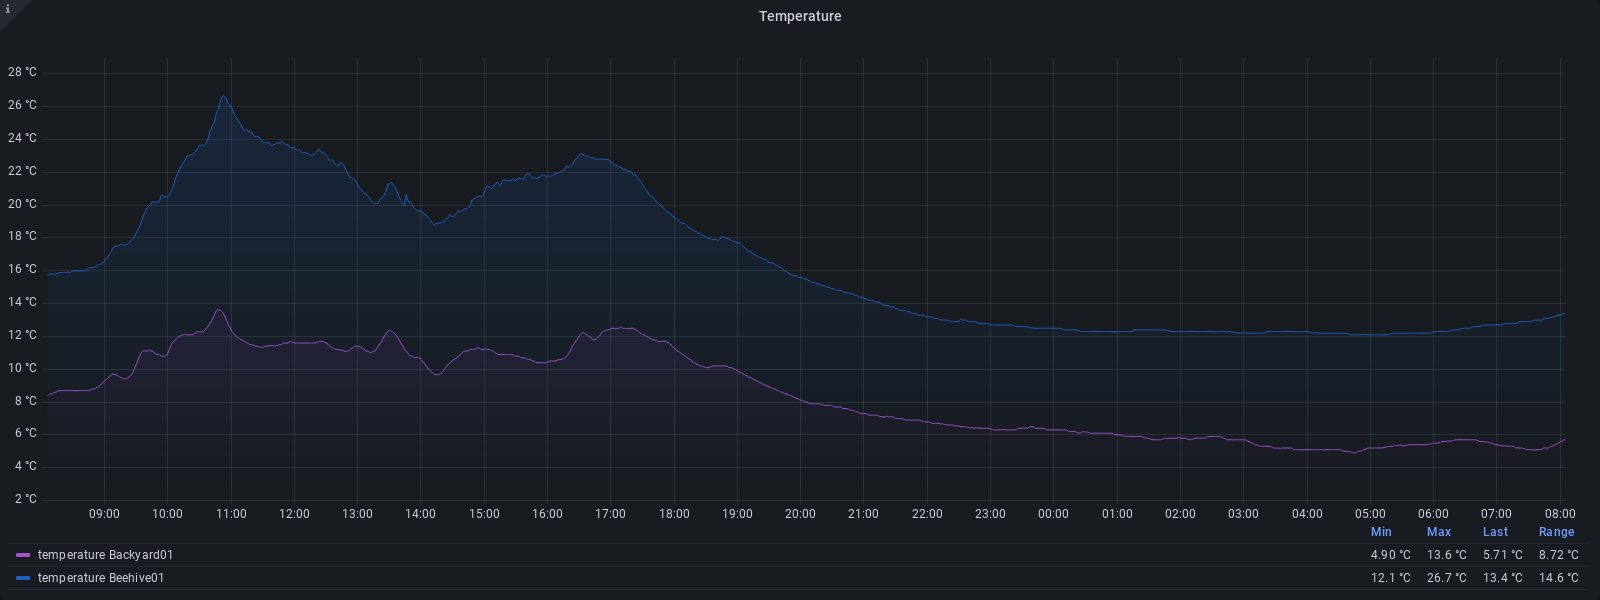 i
Temperature
28 °C
26 °C
24 °C
22 °C
20 °C
18 °C
16 °C
14 °C
12 °C
10 °C
8 °C
6 °C
4 °C
2 °C
09:00 10:00 11:00 12:00 13:00 14:00 15:00 16:00 17:00 18:00 19:00 20:00 21:00 22:00 23:00 00:00 01:00 02:00 03:00 04:00 05:00 06:00 07:00 08:00
Min Max Last Range
temperature Backyard01 4.90 °C 13.6 °C 5.71 °C 8.72 °C
temperature Beehive01 12.1 °C 26.7 °C 13.4 °C 14.6 °C